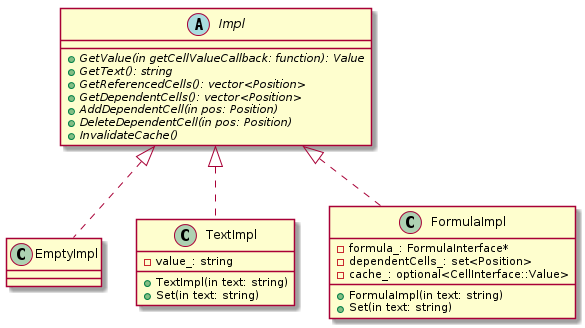 A Impl
GetValue(in getCellValueCallback: function): Value
GetText(): string
GetReferencedCells(): vector<Position>
GetDependentCells(): vector<Position>
AddDependentCell(in pos: Position)
DeleteDependentCell(in pos: Position)
InvalidateCache()
C EmptyImpl
C TextImpl
value_: string
TextImpl(in text: string)
Set(in text: string)
C FormulaImpl
formula_: FormulaInterface*
dependentCells_: set<Position>
cache_: optional<CellInterface::Value>
FormulaImpl(in text: string)
Set(in text: string)